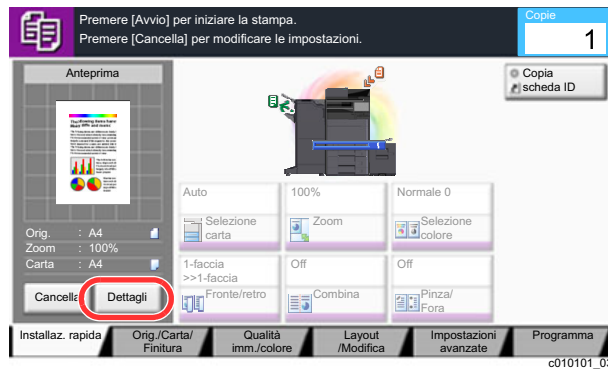 Premere [Avvio] per iniziare la stampa.
Premere [Cancella] per modificare le impostazioni.
Copie
1
Anteprima
Copia
scheda ID
Orig. : A4
Zoom : 100%
Carta : A4
Cancella
Dettagli
Auto
Selezione
carta
100%
Zoom
Normale 0
Selezione
colore
1-faccia
>>1-faccia
Fronte/retro
Off
Combina
Off
Pinza/
Fora
Installaz. rapida
Orig./Carta/
Finitura
Qualità
imm./colore
Layout
/Modifica
Impostazioni
avanzate
Programma